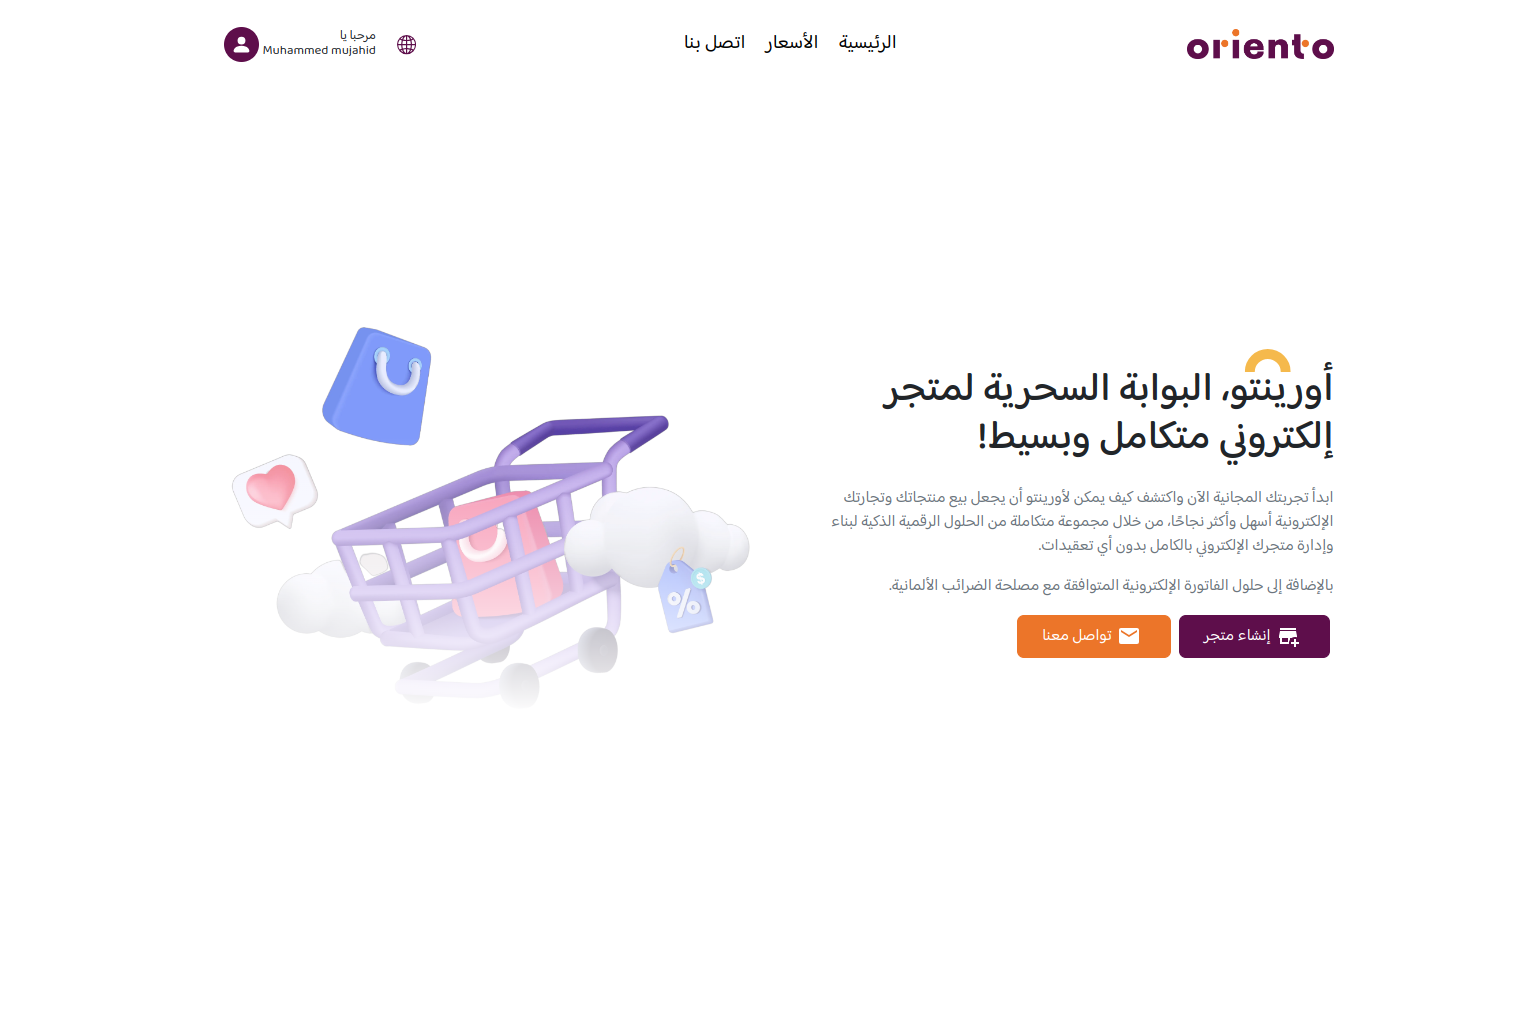 oriento
الرئيسية
الأسعار
اتصل بنا
مرحبا يا
Muhammed mujahid
أورينتو، البوابة السحرية لمتجر
إلكتروني متكامل وبسيط!
ابدأ تجربتك المجانية الآن واكتشف كيف يمكن لأورينتو أن يجعل بيع منتجاتك وتجارتك
الإلكترونية أسهل وأكثر نجاحًا، من خلال مجموعة متكاملة من الحلول الرقمية الذكية لبناء
وإدارة متجرك الإلكتروني بالكامل بدون أي تعقيدات.
بالإضافة إلى حلول الفاتورة الإلكترونية المتوافقة مع مصلحة الضرائب الألمانية.
إنشاء متجر
تواصل معنا
$
%